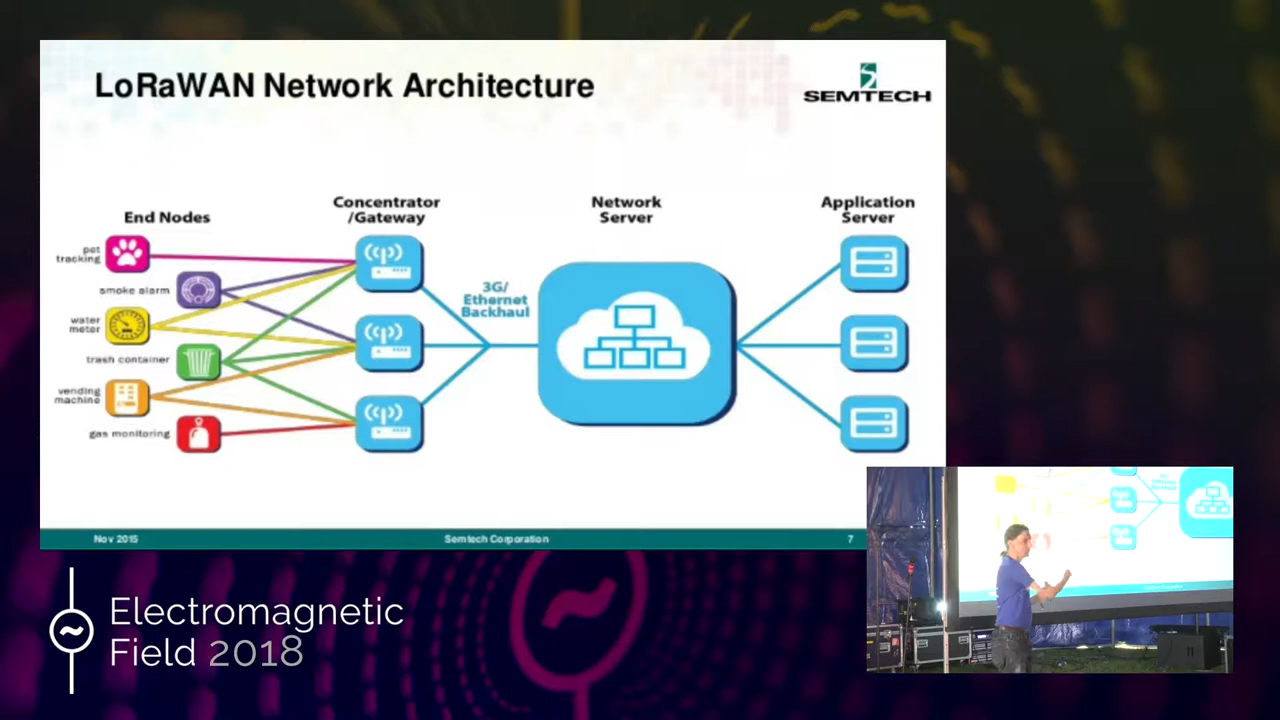 LoRaWAN Network Architecture
SEMTECH
End Nodes
Concentrator
/Gateway
Network
Server
Application
Server
pet
tracking
smoke alarm
water
meter
trash container
vending
machine
gas monitoring
3G/
Ethernet
Backhaul
Nov 2015
Semtech Corporation
7
Electromagnetic
Field 2018